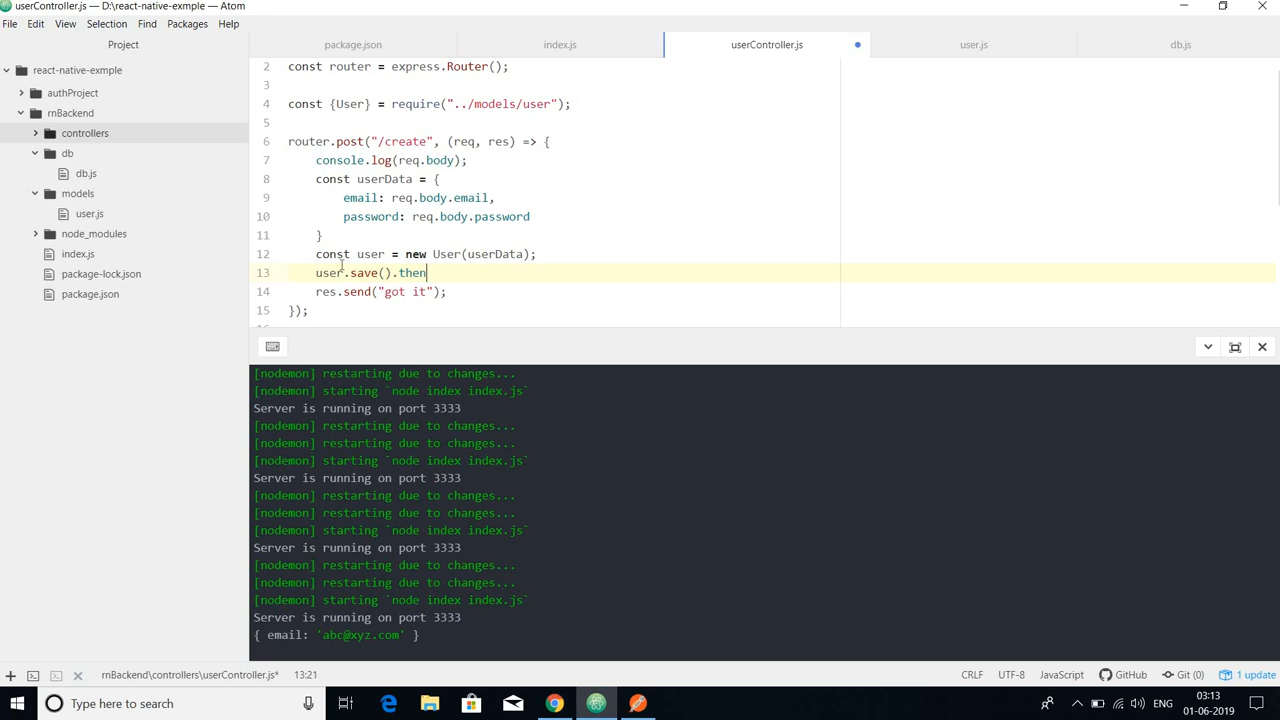 userController.js — D:\react-native-exmple — Atom
File Edit View Selection Find Packages Help
Project
package.json
index.js
userController.js
user.js
db.js
react-native-exmple
authProject
rnBackend
controllers
db
db.js
models
user.js
node_modules
index.js
package-lock.json
package.json
2 const router = express.Router();
3
4 const {User} = require("../models/user");
5
6 router.post("/create", (req, res) => {
7 console.log(req.body);
8 const userData = {
9 email: req.body.email,
10 password: req.body.password
11 }
12 const user = new User(userData);
13 user.save().then
14 res.send("got it");
15 });
[nodemon] restarting due to changes...
[nodemon] starting `node index index.js`
Server is running on port 3333
[nodemon] restarting due to changes...
[nodemon] restarting due to changes...
[nodemon] starting `node index index.js`
Server is running on port 3333
[nodemon] restarting due to changes...
[nodemon] restarting due to changes...
[nodemon] starting `node index index.js`
Server is running on port 3333
[nodemon] restarting due to changes...
[nodemon] restarting due to changes...
[nodemon] starting `node index index.js`
Server is running on port 3333
{ email: 'abc@xyz.com' }
rnBackend\controllers\userController.js* 13:21 CRLF UTF-8 JavaScript GitHub Git (0) 1 update
Type here to search
ENG
03:13
01-06-2019